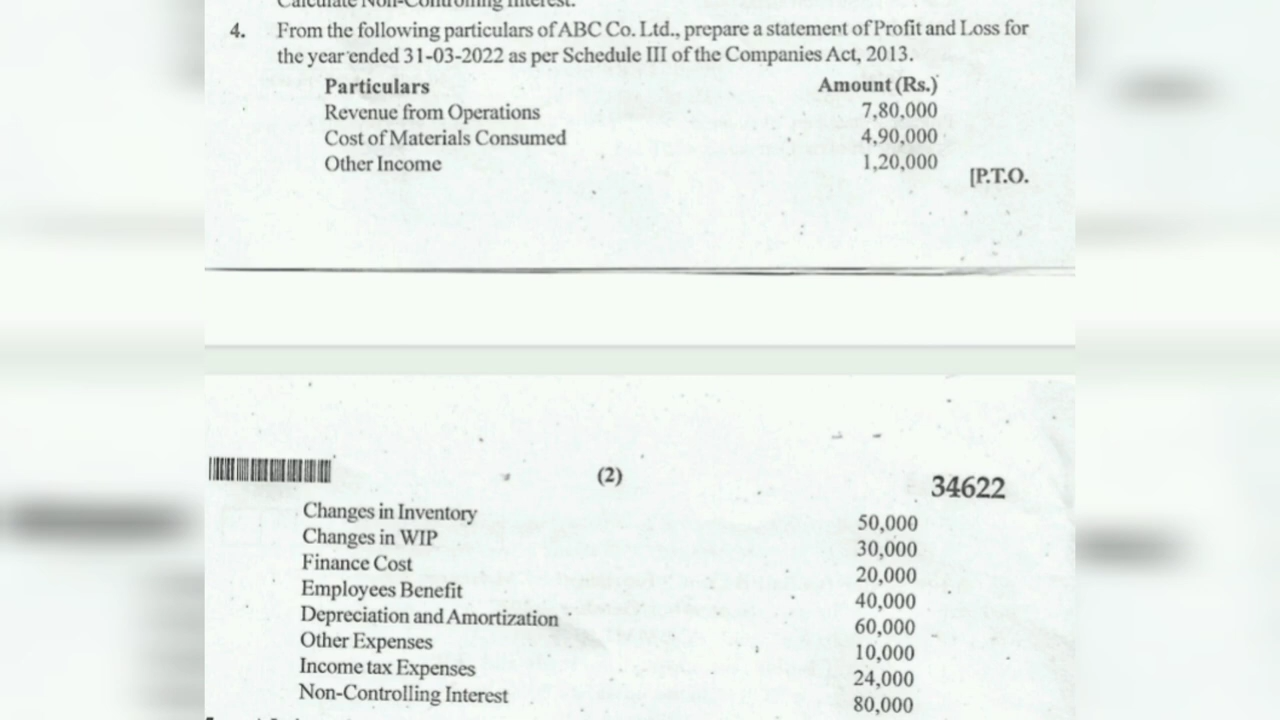 Calculate Non-Controlling Interest.
4. From the following particulars of ABC Co. Ltd., prepare a statement of Profit and Loss for
the year ended 31-03-2022 as per Schedule III of the Companies Act, 2013.
Particulars Amount (Rs.)
Revenue from Operations 7,80,000
Cost of Materials Consumed 4,90,000
Other Income 1,20,000
[P.T.O.
(2) 34622
Changes in Inventory 50,000
Changes in WIP 30,000
Finance Cost 20,000
Employees Benefit 40,000
Depreciation and Amortization 60,000
Other Expenses 10,000
Income tax Expenses 24,000
Non-Controlling Interest 80,000